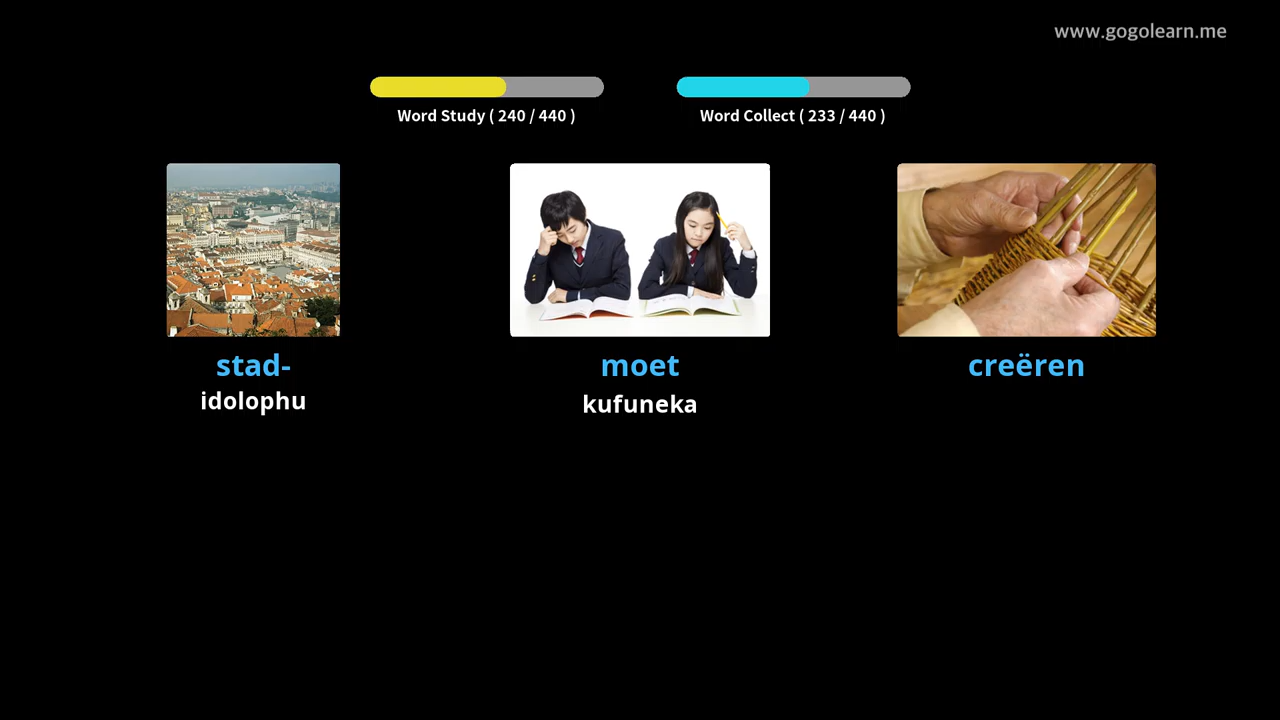 www.gogolearn.me
Word Study ( 240 / 440 )
Word Collect ( 233 / 440 )
stad-
idolophu
moet
kufuneka
creëren